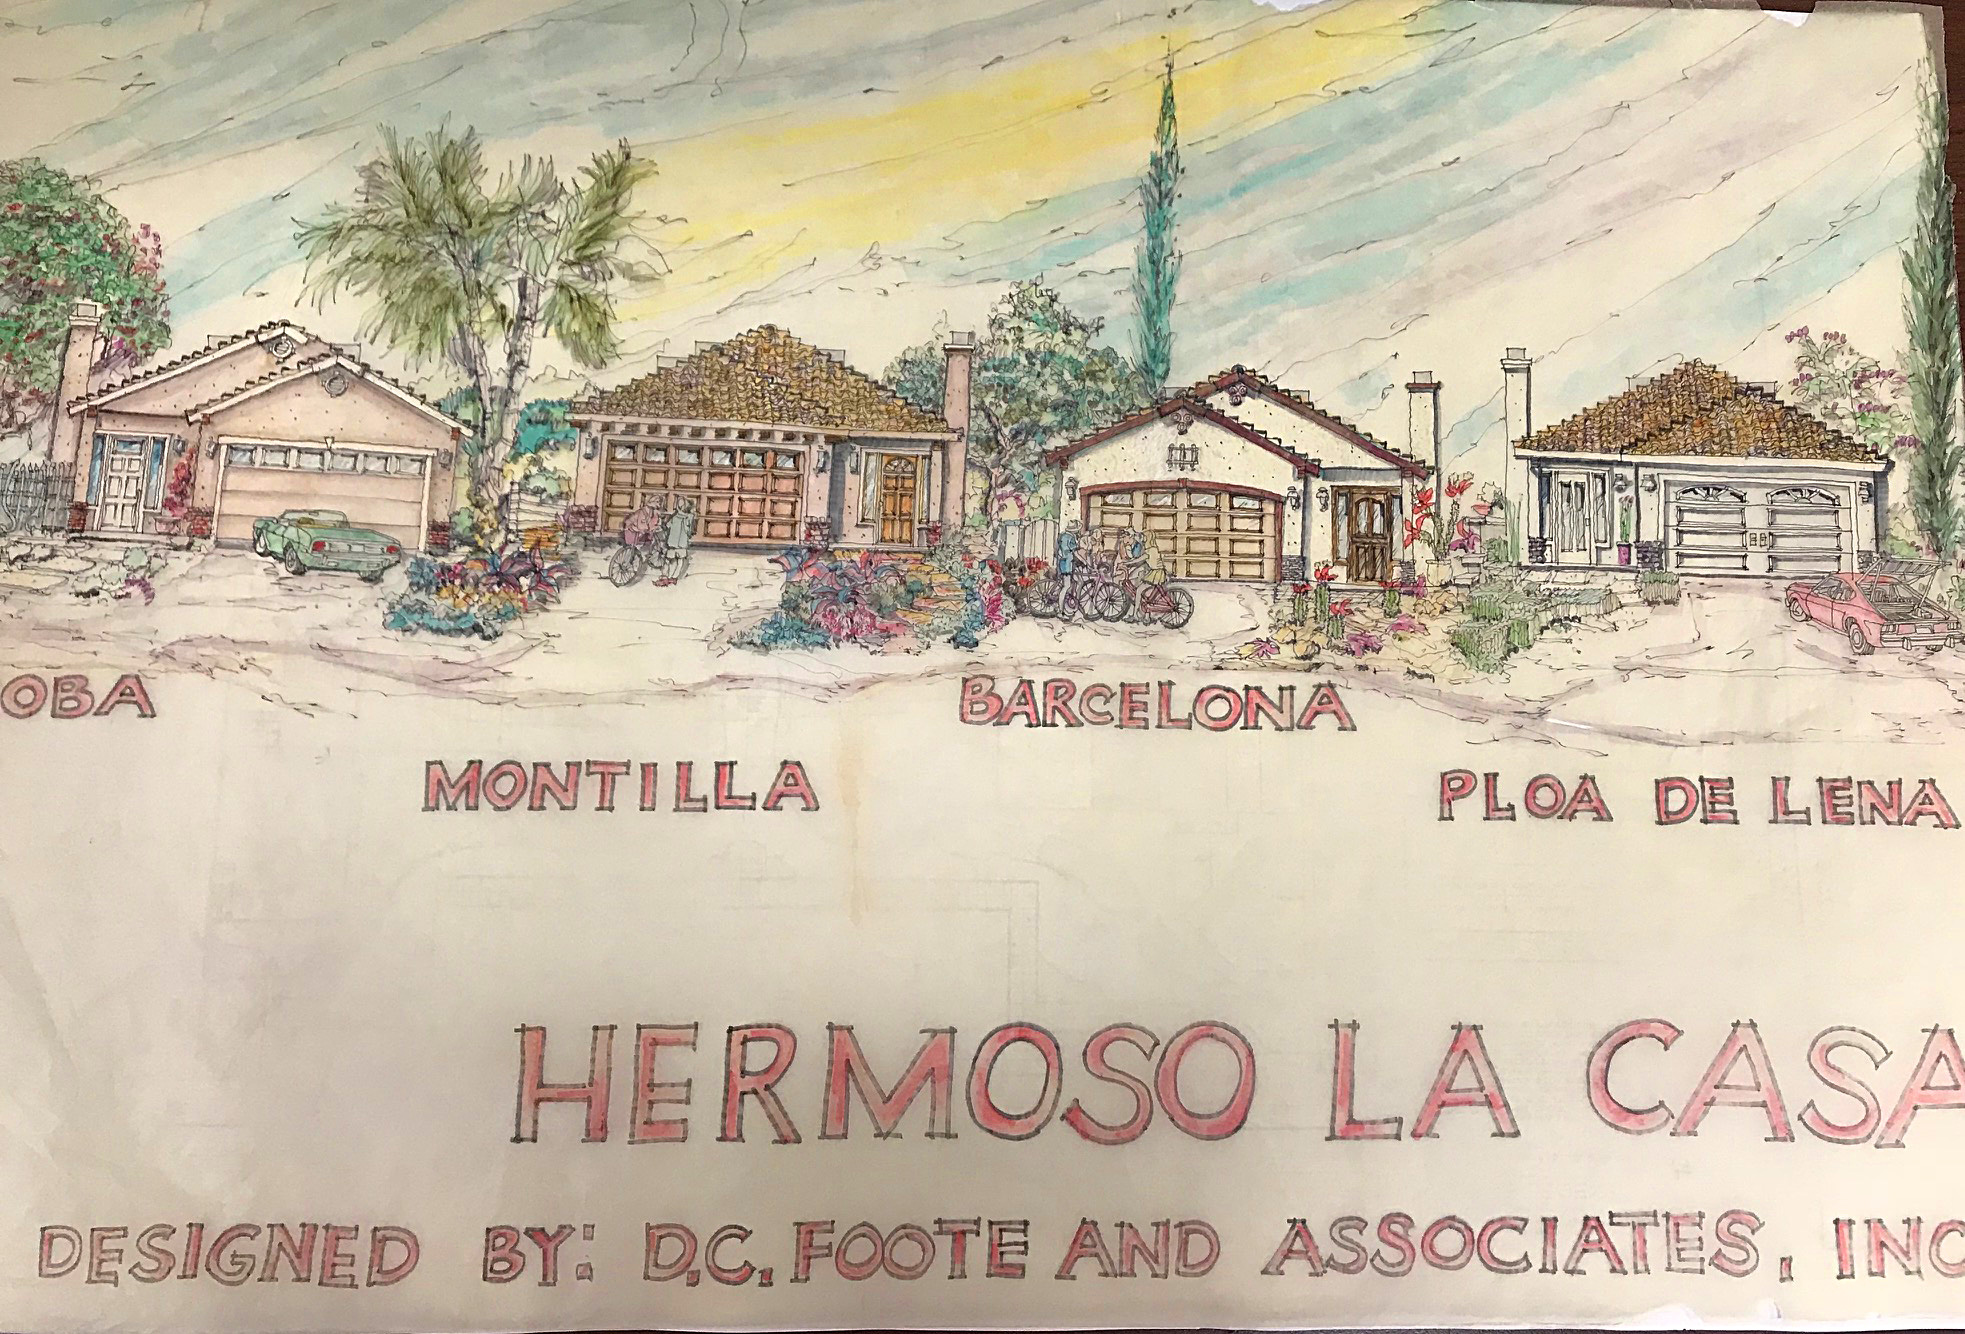 OBA
MONTILLA
BARCELONA
PLOA DE LENA
HERMOSO LA CASA
DESIGNED BY: D.C. FOOTE AND ASSOCIATES, INC